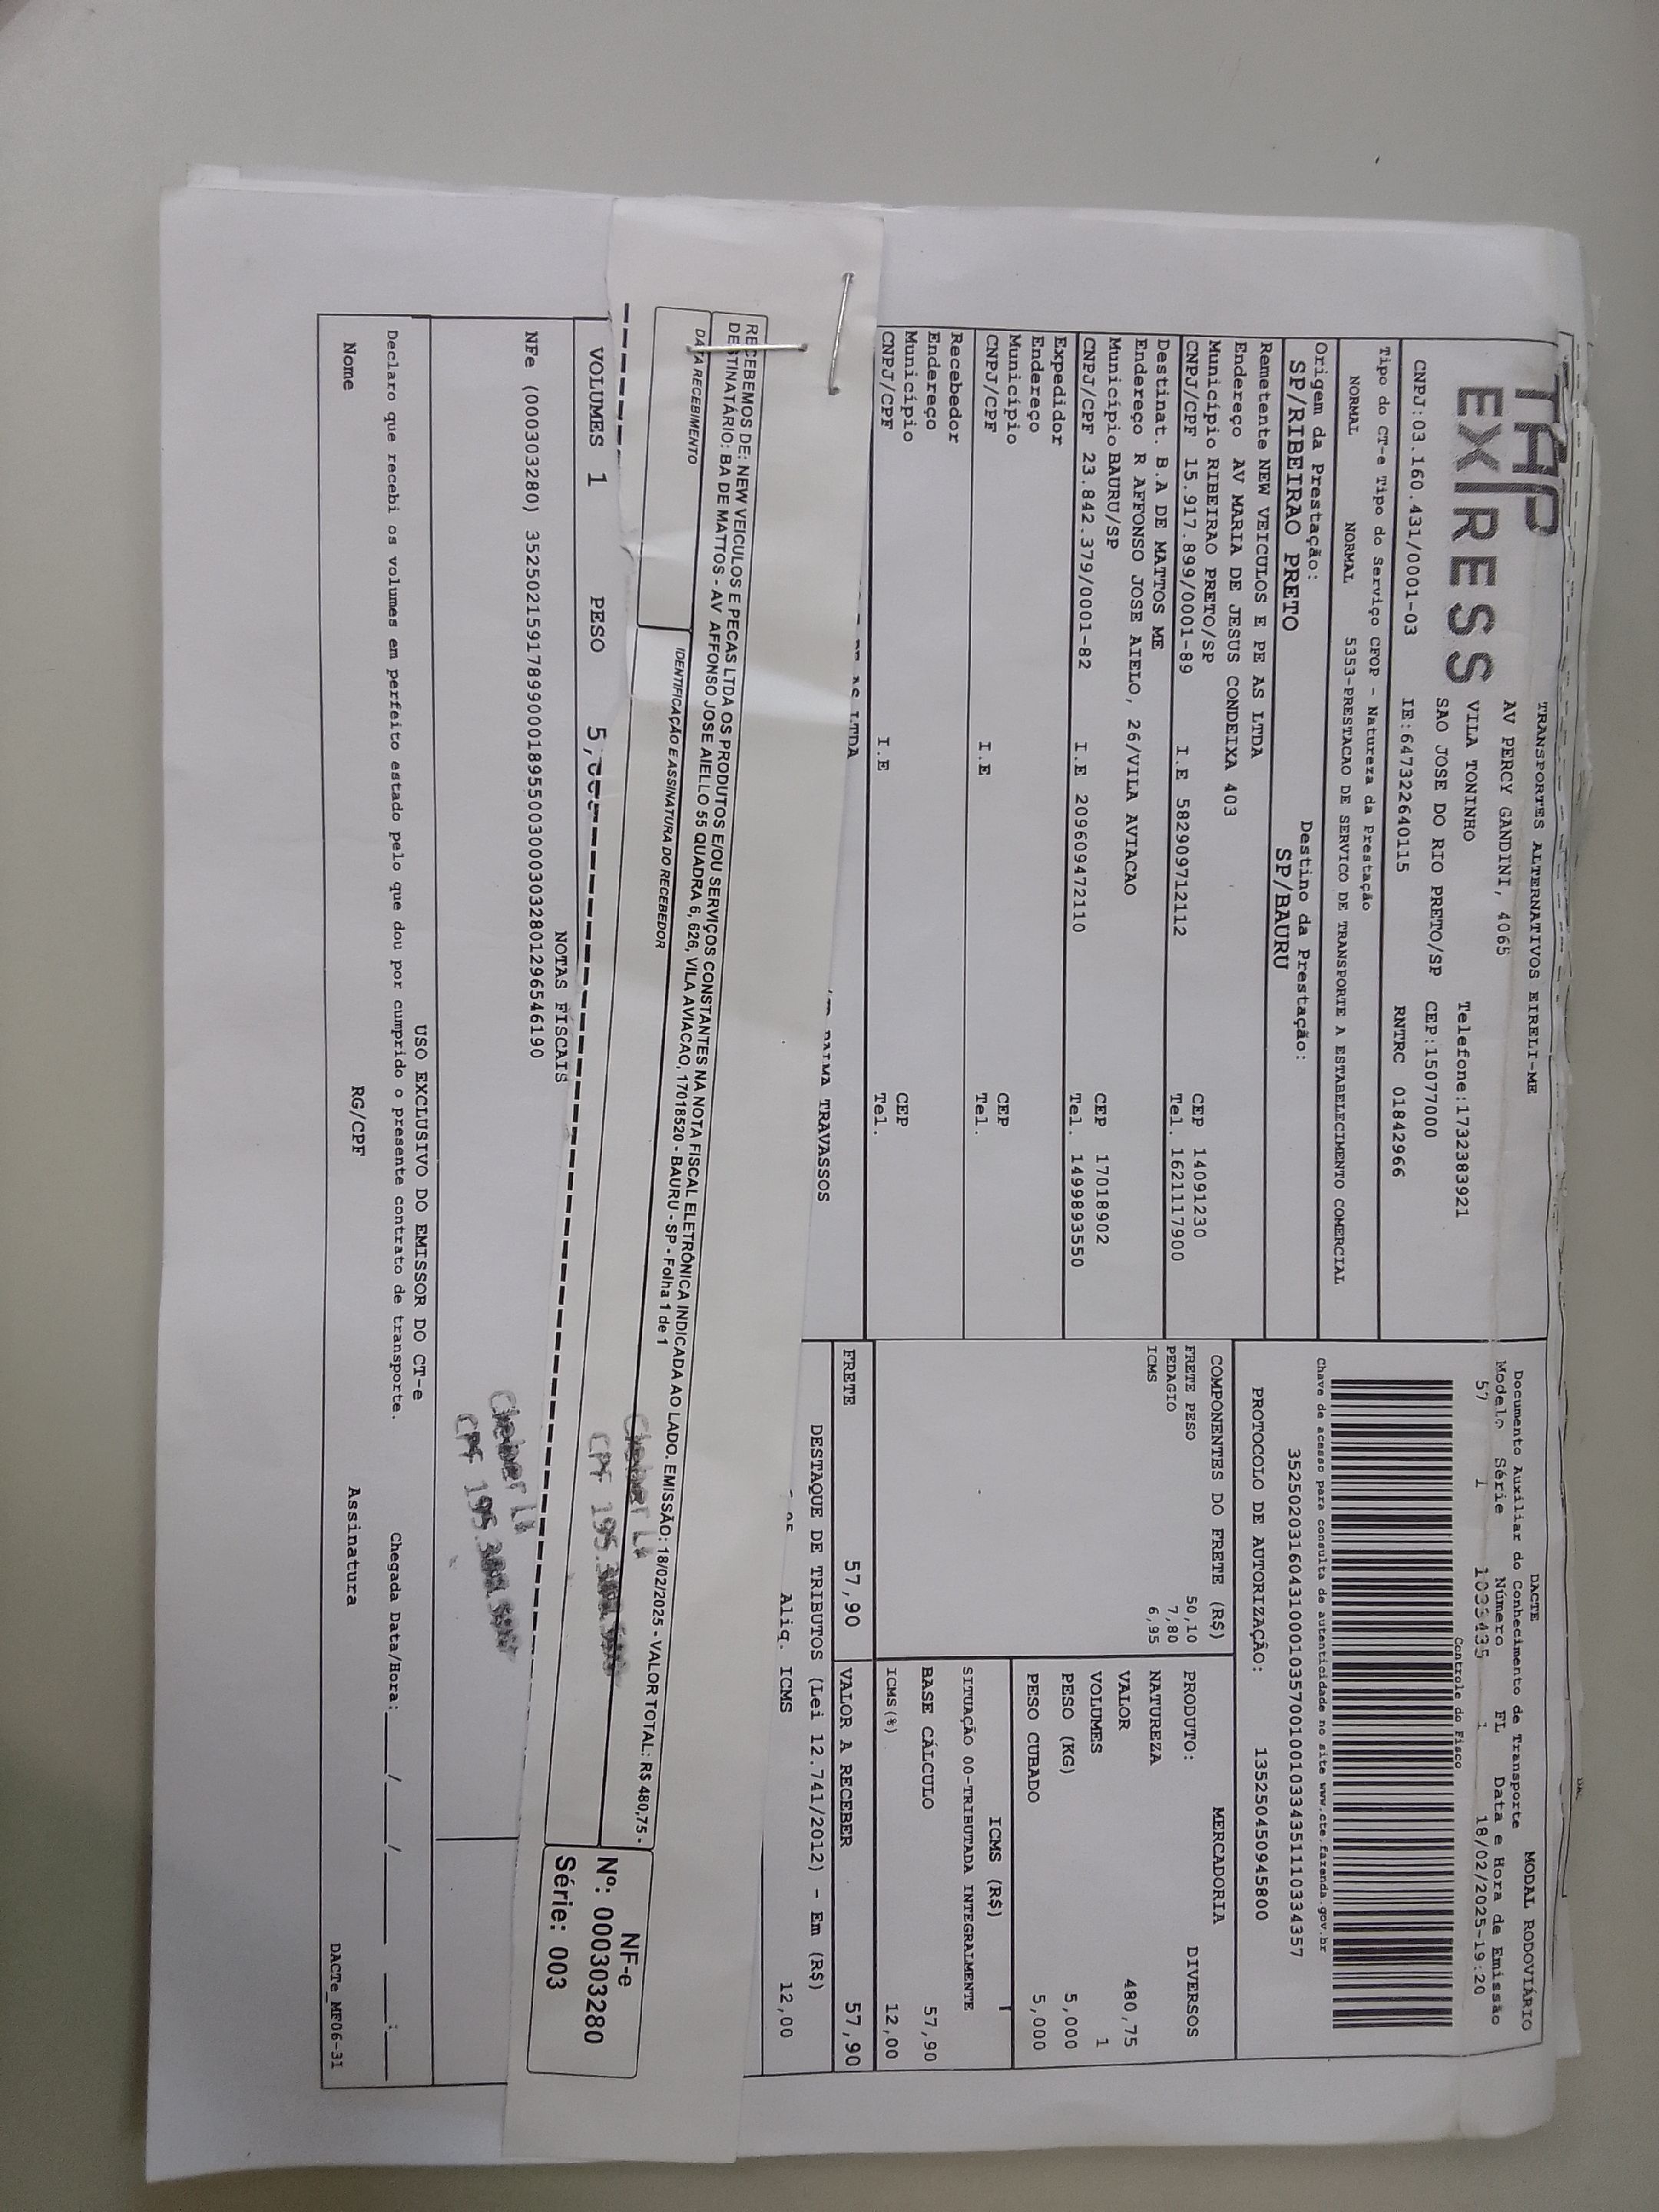 TRP
EXPRESS
TRANSPORTES ALTERNATIVOS EIRELI-ME
AV PERCY GANDINI, 4065
VILA TONINHO
Telefone:1732383921
SAO JOSE DO RIO PRETO/SP CEP:15077000
CNPJ:03.160.431/0001-03 IE:647322640115 RNTRC 01842966
Tipo do CT-e Tipo do Serviço CFOP - Natureza da Prestação
NORMAL NORMAL 5353-PRESTACAO DE SERVICO DE TRANSPORTE A ESTABELECIMENTO COMERCIAL
Origem da Prestação: Destino da Prestação:
SP/RIBEIRAO PRETO SP/BAURU
Remetente NEW VEICULOS E PE AS LTDA
Endereço AV MARIA DE JESUS CONDEIXA 403
Município RIBEIRAO PRETO/SP CEP 14091230
CNPJ/CPF 15.917.899/0001-89 I.E 582909712112 Tel. 1621117900
Destinat. B.A DE MATTOS ME
Endereço R AFFONSO JOSE AIELO, 26/VILA AVIACAO
Município BAURU/SP CEP 17018902
CNPJ/CPF 23.842.379/0001-82 I.E 209609472110 Tel. 14998935​50
Expedidor
Endereço
Município CEP
CNPJ/CPF I.E Tel.
Recebedor
Endereço
Município CEP
CNPJ/CPF I.E Tel.
AS LTDA
TRAVASSOS
DACTE MODAL RODOVIÁRIO
Documento Auxiliar do Conhecimento de Transporte
Modelo Série Número FL Data e Hora de Emissão
57 1 1033435 1 18/02/2025-19:20
Controle do Fisco
Chave de acesso para consulta de autenticidade no site www.cte.fazenda.gov.br
35250203160431000103570010010334351110334357
PROTOCOLO DE AUTORIZAÇÃO: 135250450945800
COMPONENTES DO FRETE (R$)
FRETE PESO 50,10
PEDAGIO 7,80
ICMS 6,95
MERCADORIA
PRODUTO: DIVERSOS
NATUREZA
VALOR 480,75
VOLUMES 1
PESO (KG) 5,000
PESO CUBADO 5,000
ICMS (R$)
SITUAÇÃO 00-TRIBUTADA INTEGRALMENTE
BASE CÁLCULO 57,90
ICMS(%) 12,00
FRETE 57,90 VALOR A RECEBER 57,90
DESTAQUE DE TRIBUTOS (Lei 12.741/2012) - Em (R$)
Aliq. ICMS 12,00
RECEBEMOS DE: NEW VEICULOS E PECAS LTDA OS PRODUTOS E/OU SERVIÇOS CONSTANTES NA NOTA FISCAL ELETRÔNICA INDICADA AO LADO. EMISSÃO: 18/02/2025 - VALOR TOTAL: R$ 480,75 -
DESTINATÁRIO: BA DE MATTOS - AV AFFONSO JOSE AIELLO 55 QUADRA 6, 626, VILA AVIACAO, 17018520 - BAURU - SP - Folha 1 de 1
DATA RECEBIMENTO IDENTIFICAÇÃO E ASSINATURA DO RECEBEDOR
CPF 195.
NF-e
Nº: 000303280
Série: 003
VOLUMES 1 PESO
NOTAS FISCAIS
NFe (000303280) 35250215917899000189550030003032801296546190
CPF 195.
USO EXCLUSIVO DO EMISSOR DO CT-e
Declaro que recebi os volumes em perfeito estado pelo que dou por cumprido o presente contrato de transporte. Chegada Data/Hora:____/____/______ ____:____
Nome RG/CPF Assinatura
DACTe_MF06-31